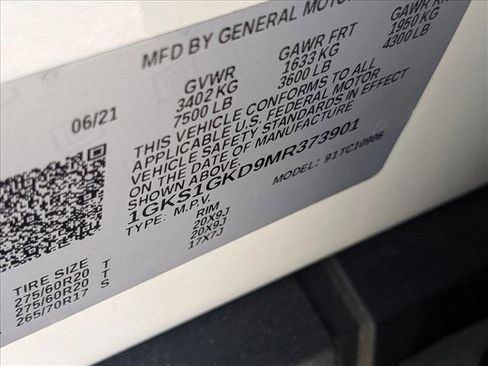 MFD BY GENERAL MOTOR
GVWR GAWR FRT GAWR RR
06/21 3402 KG 1633 KG 1950 KG
7500 LB 3600 LB 4300 LB
THIS VEHICLE CONFORMS TO ALL
APPLICABLE U.S. FEDERAL MOTOR
VEHICLE SAFETY STANDARDS IN EFFECT
ON THE DATE OF MANUFACTURE
SHOWN ABOVE.
1GKS1GKD9MR373901
TYPE: M.P.V. MODEL: 91TC10906
TIRE SIZE RIM
275/60R20 T 20X9J
275/60R20 T 20X9J
265/70R17 S 17X7J